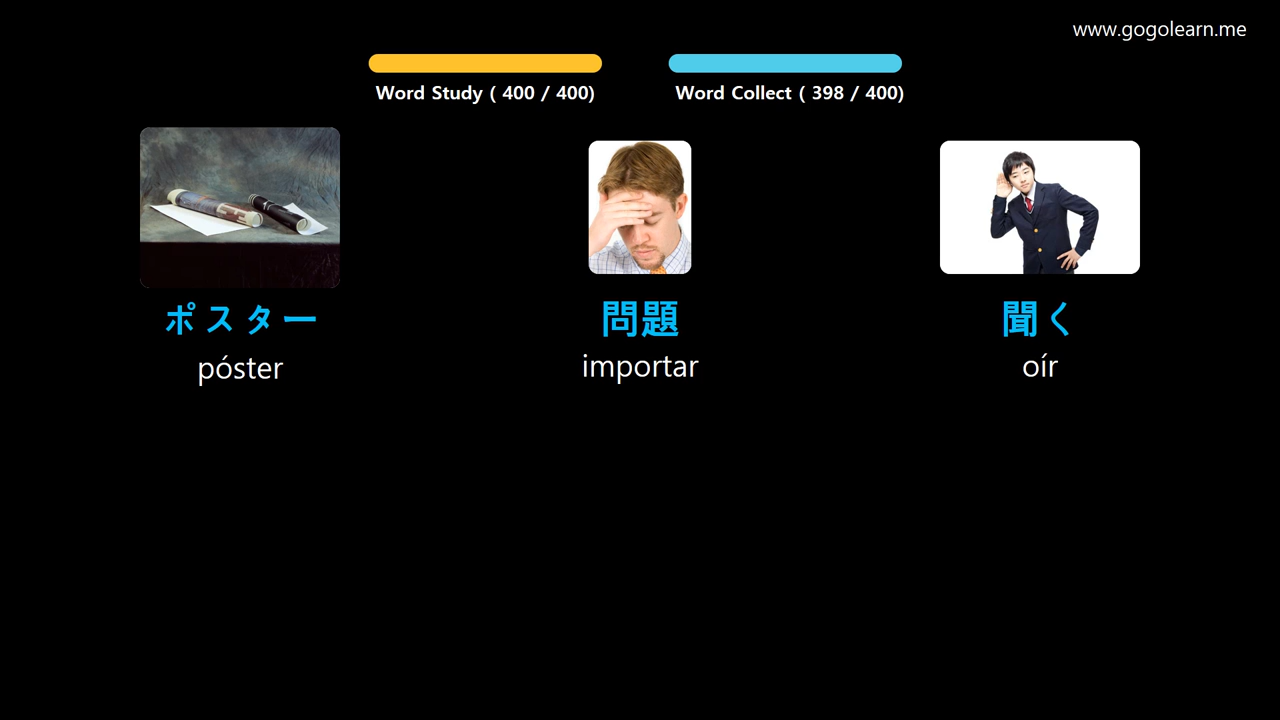 www.gogolearn.me
Word Study ( 400 / 400)
Word Collect ( 398 / 400)
ポスター
問題
聞く
póster
importar
oír